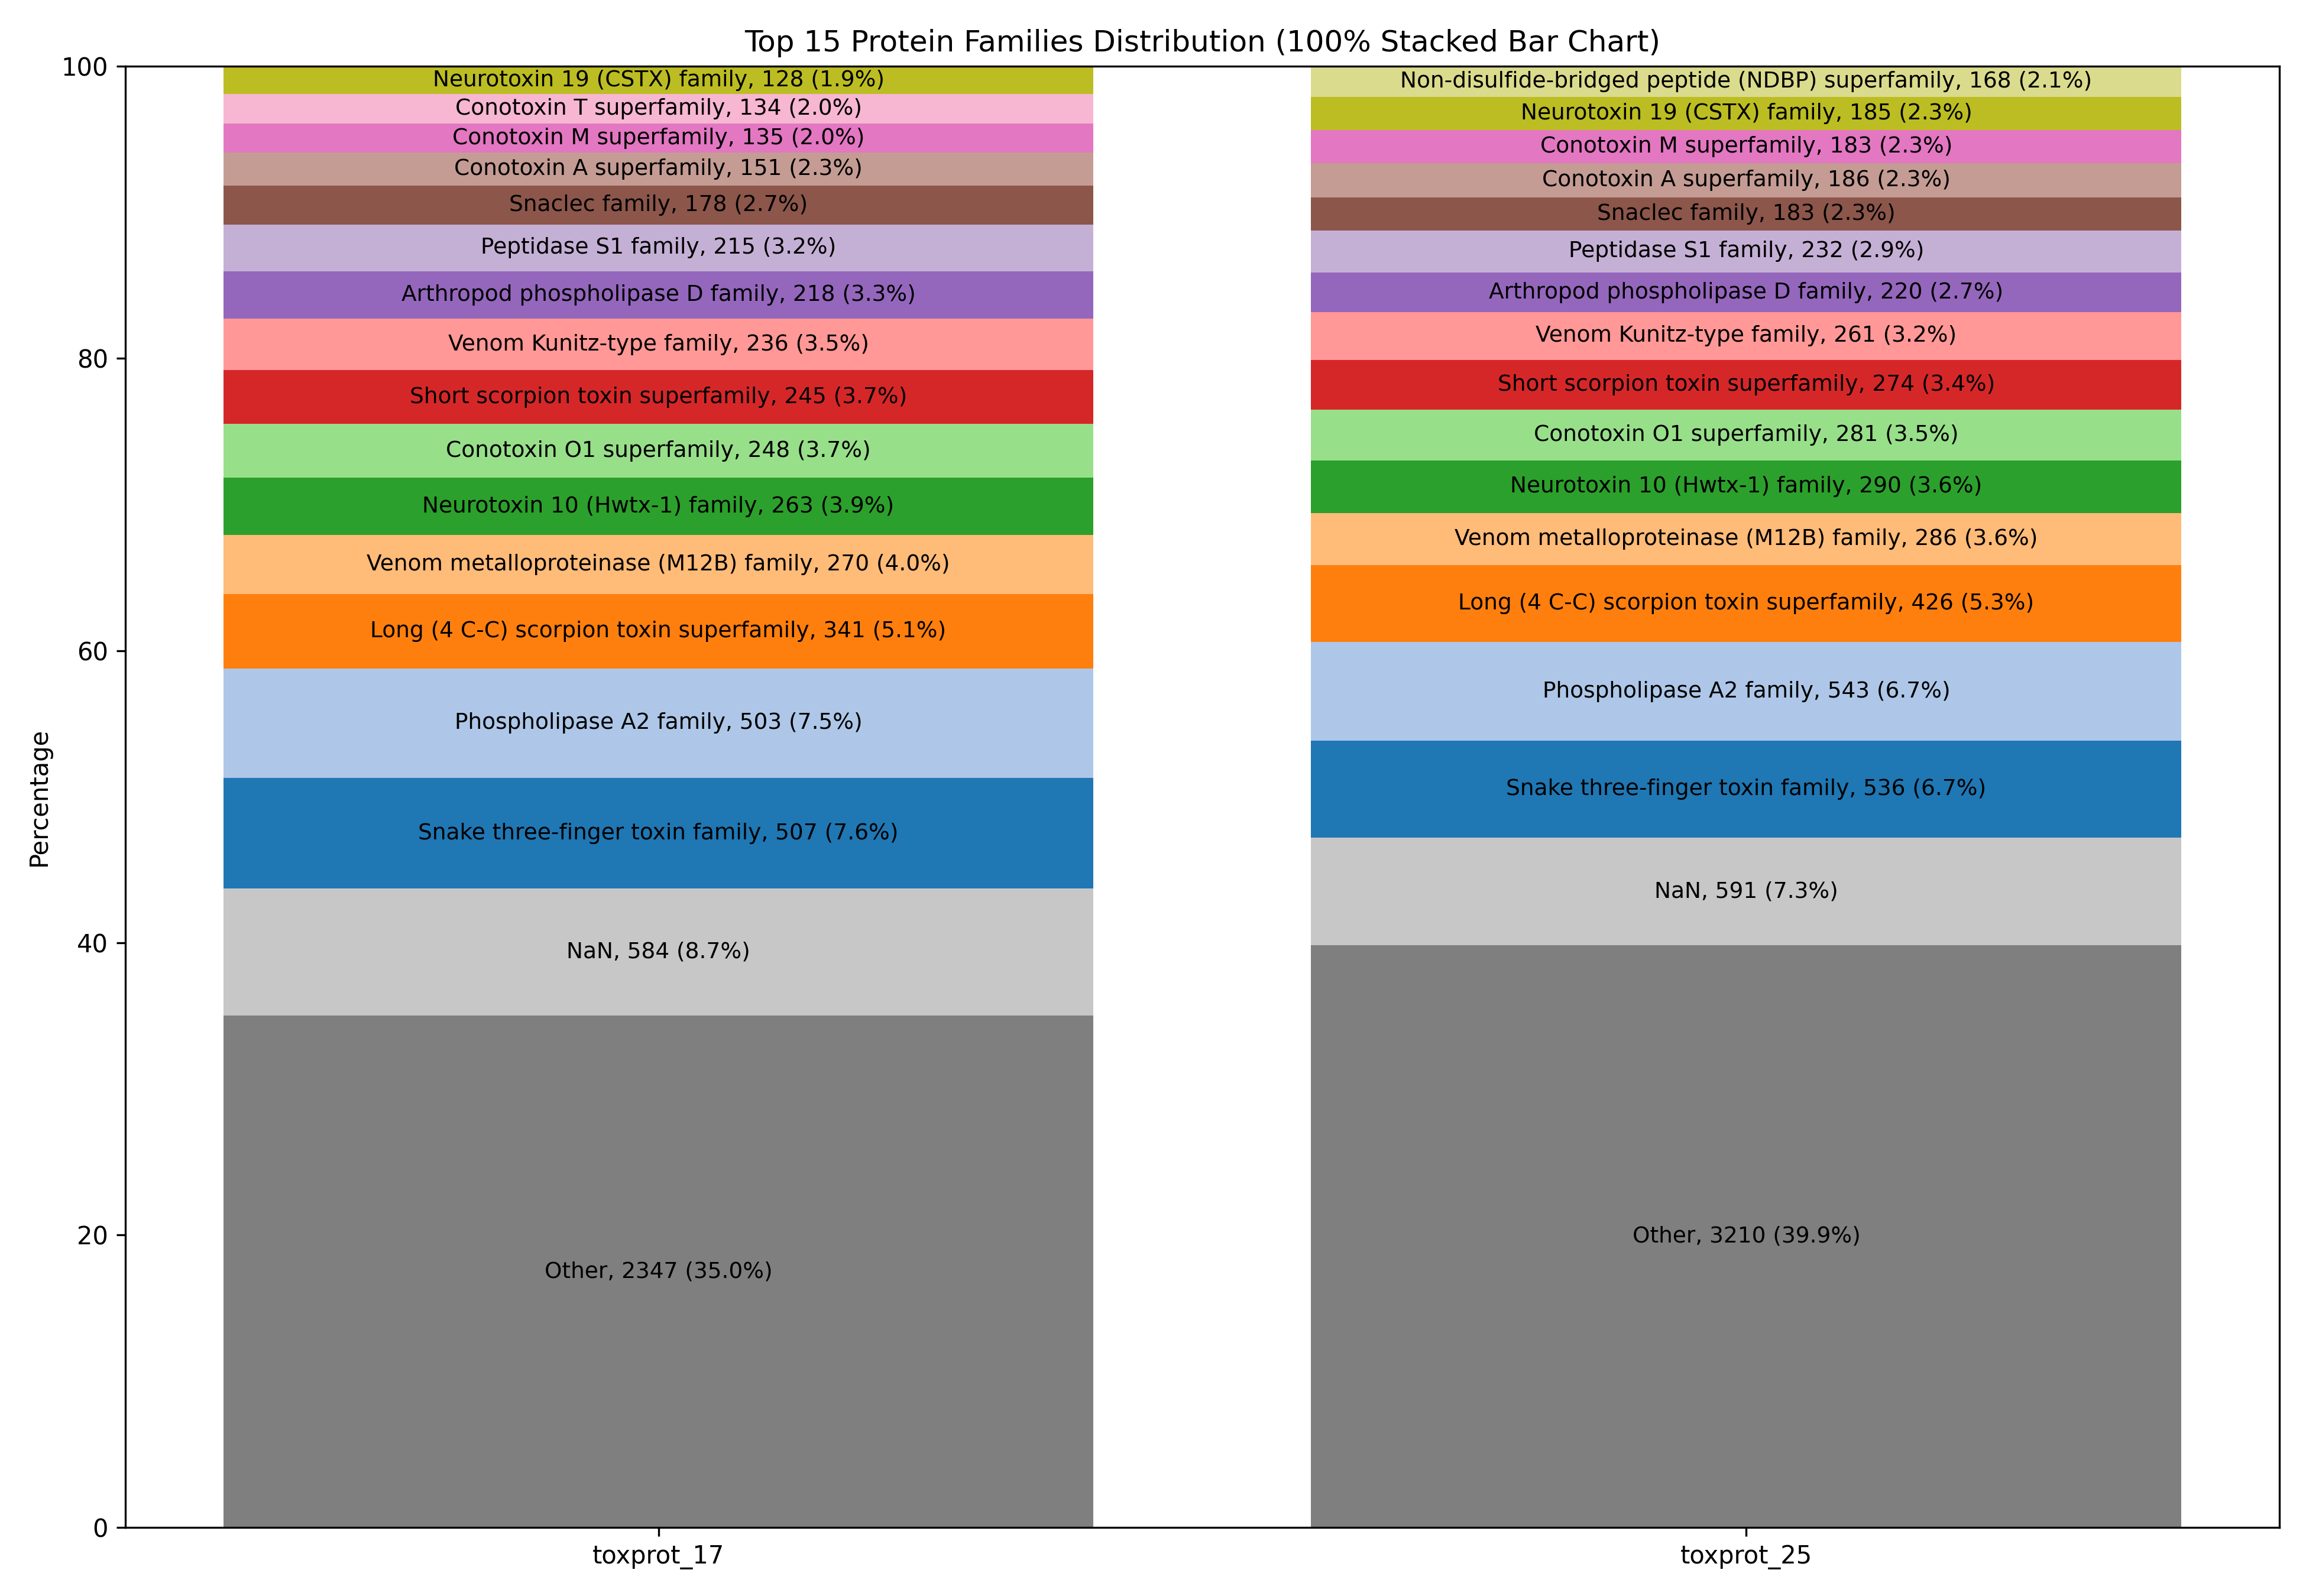 Top 15 Protein Families Distribution (100% Stacked Bar Chart)
Percentage
100
80
60
40
20
0
Neurotoxin 19 (CSTX) family, 128 (1.9%)
Conotoxin T superfamily, 134 (2.0%)
Conotoxin M superfamily, 135 (2.0%)
Conotoxin A superfamily, 151 (2.3%)
Snaclec family, 178 (2.7%)
Peptidase S1 family, 215 (3.2%)
Arthropod phospholipase D family, 218 (3.3%)
Venom Kunitz-type family, 236 (3.5%)
Short scorpion toxin superfamily, 245 (3.7%)
Conotoxin O1 superfamily, 248 (3.7%)
Neurotoxin 10 (Hwtx-1) family, 263 (3.9%)
Venom metalloproteinase (M12B) family, 270 (4.0%)
Long (4 C-C) scorpion toxin superfamily, 341 (5.1%)
Phospholipase A2 family, 503 (7.5%)
Snake three-finger toxin family, 507 (7.6%)
NaN, 584 (8.7%)
Other, 2347 (35.0%)
toxprot_17
Non-disulfide-bridged peptide (NDBP) superfamily, 168 (2.1%)
Neurotoxin 19 (CSTX) family, 185 (2.3%)
Conotoxin M superfamily, 183 (2.3%)
Conotoxin A superfamily, 186 (2.3%)
Snaclec family, 183 (2.3%)
Peptidase S1 family, 232 (2.9%)
Arthropod phospholipase D family, 220 (2.7%)
Venom Kunitz-type family, 261 (3.2%)
Short scorpion toxin superfamily, 274 (3.4%)
Conotoxin O1 superfamily, 281 (3.5%)
Neurotoxin 10 (Hwtx-1) family, 290 (3.6%)
Venom metalloproteinase (M12B) family, 286 (3.6%)
Long (4 C-C) scorpion toxin superfamily, 426 (5.3%)
Phospholipase A2 family, 543 (6.7%)
Snake three-finger toxin family, 536 (6.7%)
NaN, 591 (7.3%)
Other, 3210 (39.9%)
toxprot_25